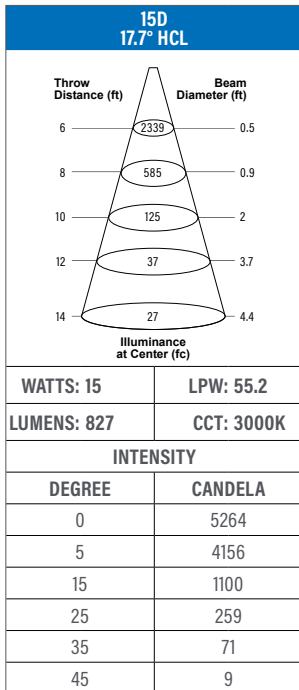 15D
17.7° HCL
Throw Beam
Distance (ft) Diameter (ft)
6 2339 0.5
8 585 0.9
10 125 2
12 37 3.7
14 27 4.4
Illuminance
at Center (fc)
WATTS: 15 LPW: 55.2
LUMENS: 827 CCT: 3000K
INTENSITY
DEGREE CANDELA
0 5264
5 4156
15 1100
25 259
35 71
45 9